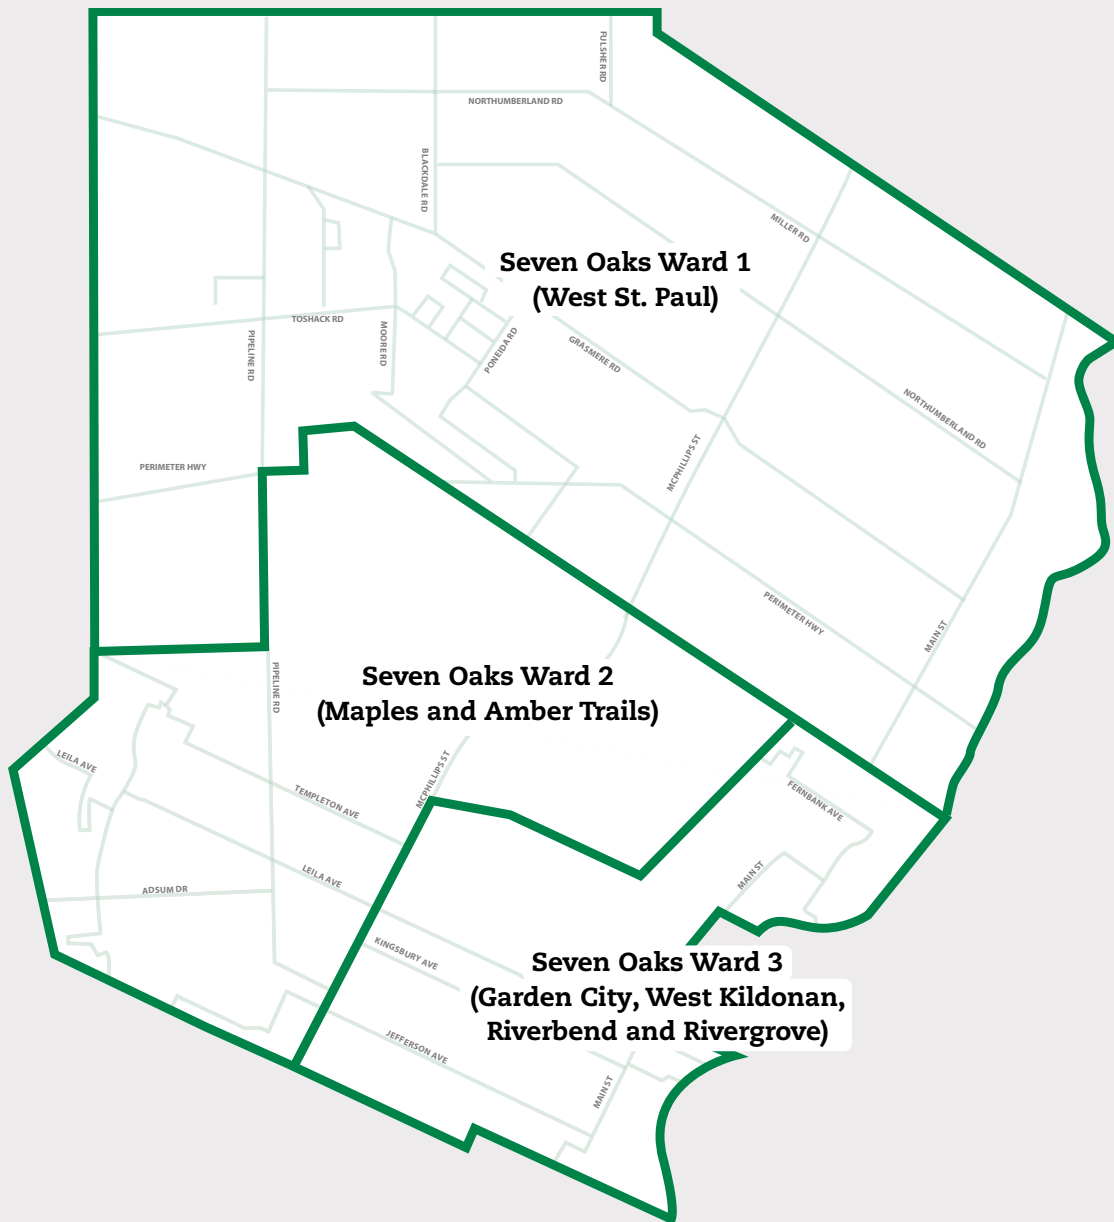 FULSHER RD
NORTHUMBERLAND RD
BLACKDALE RD
MILLER RD
Seven Oaks Ward 1
(West St. Paul)
TOSHACK RD
MOORE RD
PIPELINE RD
PONEIDA RD
GRASMERE RD
NORTHUMBERLAND RD
MCPHILLIPS ST
PERIMETER HWY
PERIMETER HWY
MAIN ST
PIPELINE RD
Seven Oaks Ward 2
(Maples and Amber Trails)
LEILA AVE
MCPHILLIPS ST
TEMPLETON AVE
FERNBANK AVE
LEILA AVE
MAIN ST
ADSUM DR
KINGSBURY AVE
Seven Oaks Ward 3
(Garden City, West Kildonan,
Riverbend and Rivergrove)
JEFFERSON AVE
MAIN ST